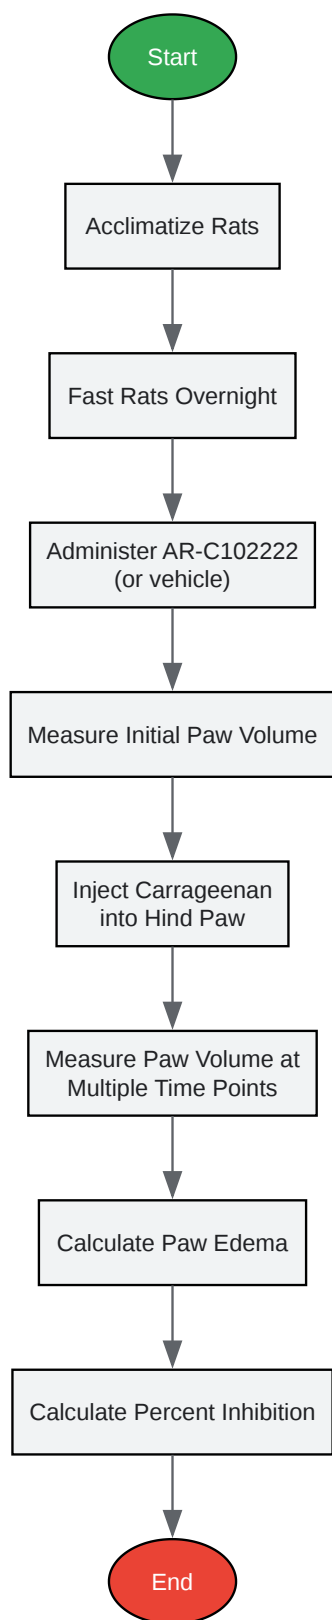 Start
Acclimatize Rats
Fast Rats Overnight
Administer AR-C102222
(or vehicle)
Measure Initial Paw Volume
Inject Carrageenan
into Hind Paw
Measure Paw Volume at
Multiple Time Points
Calculate Paw Edema
Calculate Percent Inhibition
End